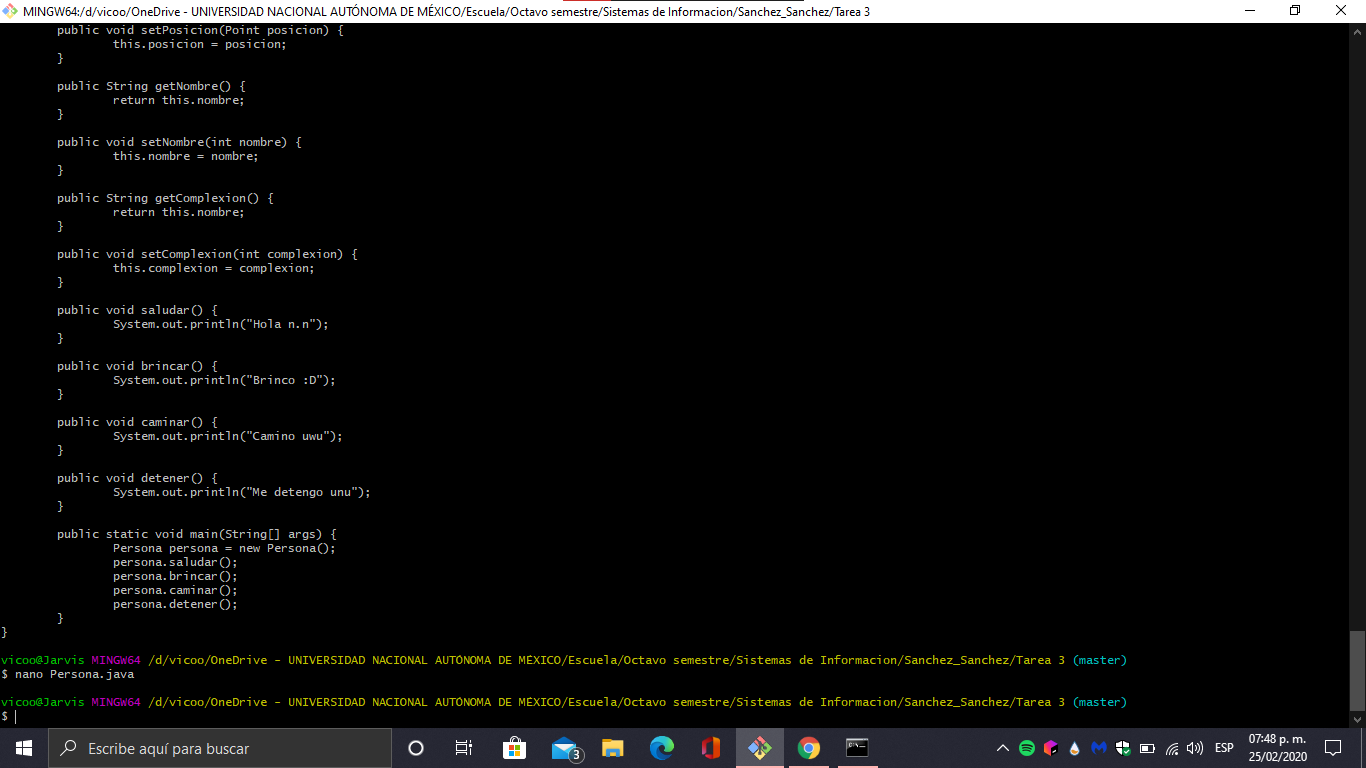 MINGW64:/d/vicoo/OneDrive - UNIVERSIDAD NACIONAL AUTÓNOMA DE MÉXICO/Escuela/Octavo semestre/Sistemas de Informacion/Sanchez_Sanchez/Tarea 3
public void setPosicion(Point posicion) {
this.posicion = posicion;
}
public String getNombre() {
return this.nombre;
}
public void setNombre(int nombre) {
this.nombre = nombre;
}
public String getComplexion() {
return this.nombre;
}
public void setComplexion(int complexion) {
this.complexion = complexion;
}
public void saludar() {
System.out.println("Hola n.n");
}
public void brincar() {
System.out.println("Brinco :D");
}
public void caminar() {
System.out.println("Camino uwu");
}
public void detener() {
System.out.println("Me detengo unu");
}
public static void main(String[] args) {
Persona persona = new Persona();
persona.saludar();
persona.brincar();
persona.caminar();
persona.detener();
}
}
vicoo@Jarvis MINGW64 /d/vicoo/OneDrive - UNIVERSIDAD NACIONAL AUTÓNOMA DE MÉXICO/Escuela/Octavo semestre/Sistemas de Informacion/Sanchez_Sanchez/Tarea 3 (master)
$ nano Persona.java
vicoo@Jarvis MINGW64 /d/vicoo/OneDrive - UNIVERSIDAD NACIONAL AUTÓNOMA DE MÉXICO/Escuela/Octavo semestre/Sistemas de Informacion/Sanchez_Sanchez/Tarea 3 (master)
$
Escribe aquí para buscar
3
ESP
07:48 p. m.
25/02/2020